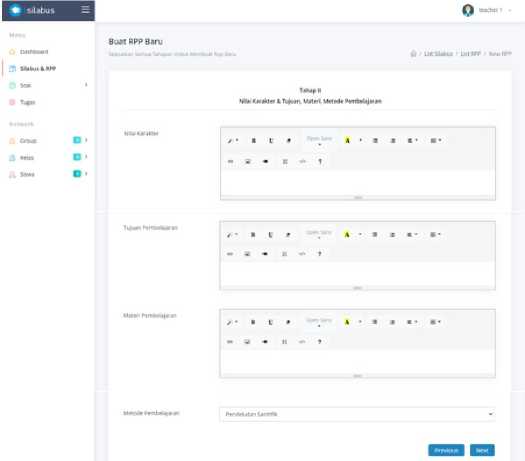 silabus
teacher 1
Menu
Dashboard
Silabus & RPP
Soal
Tugas
Network
Group
Kelas
Siswa
Buat RPP Baru
Selesaikan Semua Tahapan Untuk Membuat Rpp Baru
/ List Silabus / List RPP / New RPP
Tahap II
Nilai Karakter & Tujuan, Materi, Metode Pembelajaran
Nilai Karakter
B U Open Sans A
</> ?
Tujuan Pembelajaran
B U Open Sans A
</> ?
Materi Pembelajaran
B U Open Sans A
</> ?
Metode Pembelajaran
Pendekatan Saintifik
Previous Next